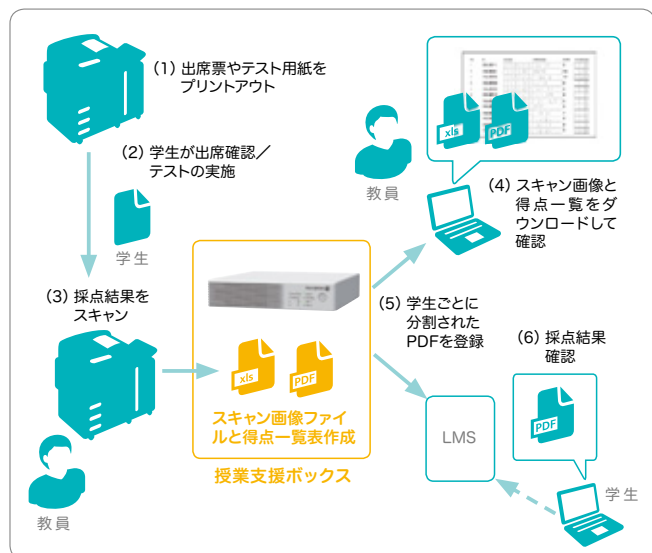 (1) 出席票やテスト用紙を
プリントアウト
(2) 学生が出席確認／
テストの実施
学生
(3) 採点結果を
スキャン
教員
xls
PDF
スキャン画像ファイ
ルと得点一覧表作成
授業支援ボックス
xls
PDF
教員
(4) スキャン画像と
得点一覧をダ
ウンロードして
確認
(5) 学生ごとに
分割された
PDFを登録
LMS
(6) 採点結果
確認
PDF
学生